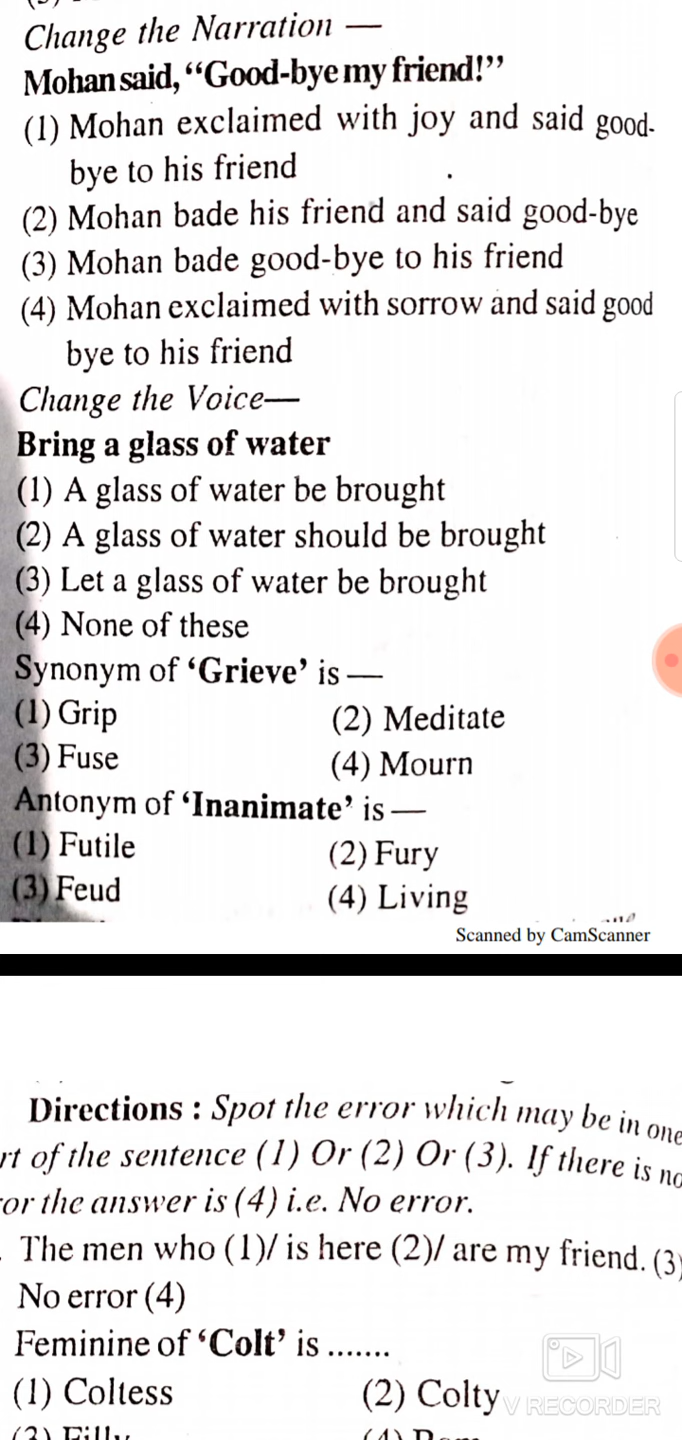 Change the Narration —
Mohan said, “Good-bye my friend!”
(1) Mohan exclaimed with joy and said good-
bye to his friend
(2) Mohan bade his friend and said good-bye
(3) Mohan bade good-bye to his friend
(4) Mohan exclaimed with sorrow and said good
bye to his friend
Change the Voice—
Bring a glass of water
(1) A glass of water be brought
(2) A glass of water should be brought
(3) Let a glass of water be brought
(4) None of these
Synonym of ‘Grieve’ is —
(1) Grip (2) Meditate
(3) Fuse (4) Mourn
Antonym of ‘Inanimate’ is —
(1) Futile (2) Fury
(3) Feud (4) Living
Scanned by CamScanner
Directions : Spot the error which may be in one
rt of the sentence (1) Or (2) Or (3). If there is no
or the answer is (4) i.e. No error.
The men who (1)/ is here (2)/ are my friend. (3)
No error (4)
Feminine of ‘Colt’ is .......
(1) Coltess (2) Colty
V RECORDER
(3) Filly (4)